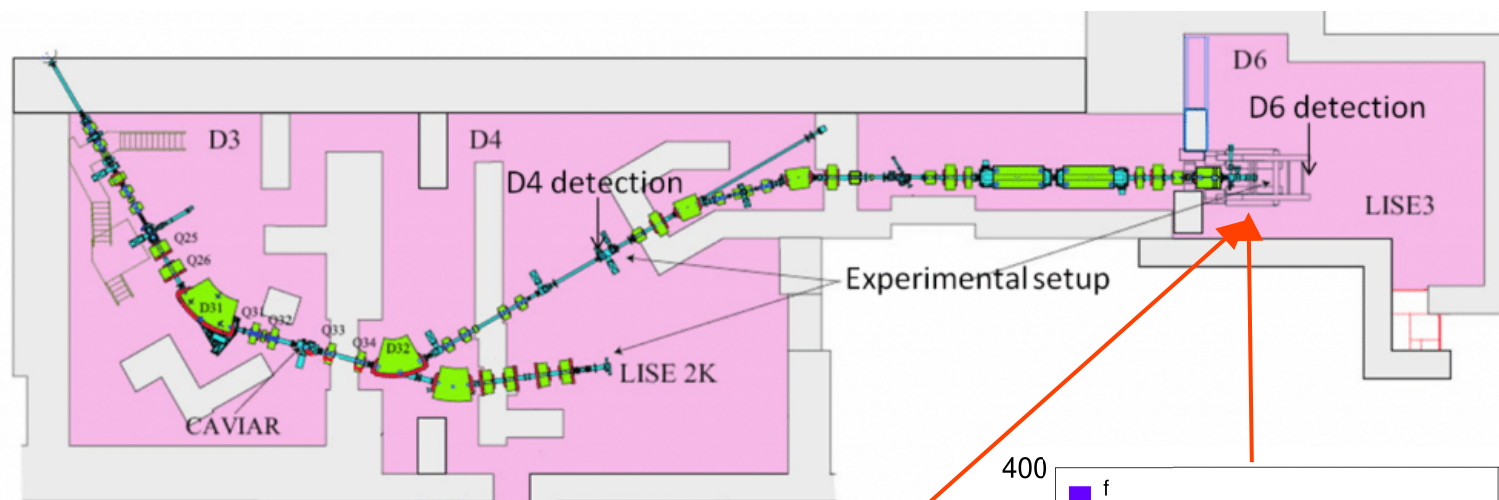 D6
D6 detection
D3
D4
D4 detection
LISE3
Q25
Q26
Experimental setup
D31
Q31
Q32
Q33
Q34
D32
LISE 2K
CAVIAR
400
f